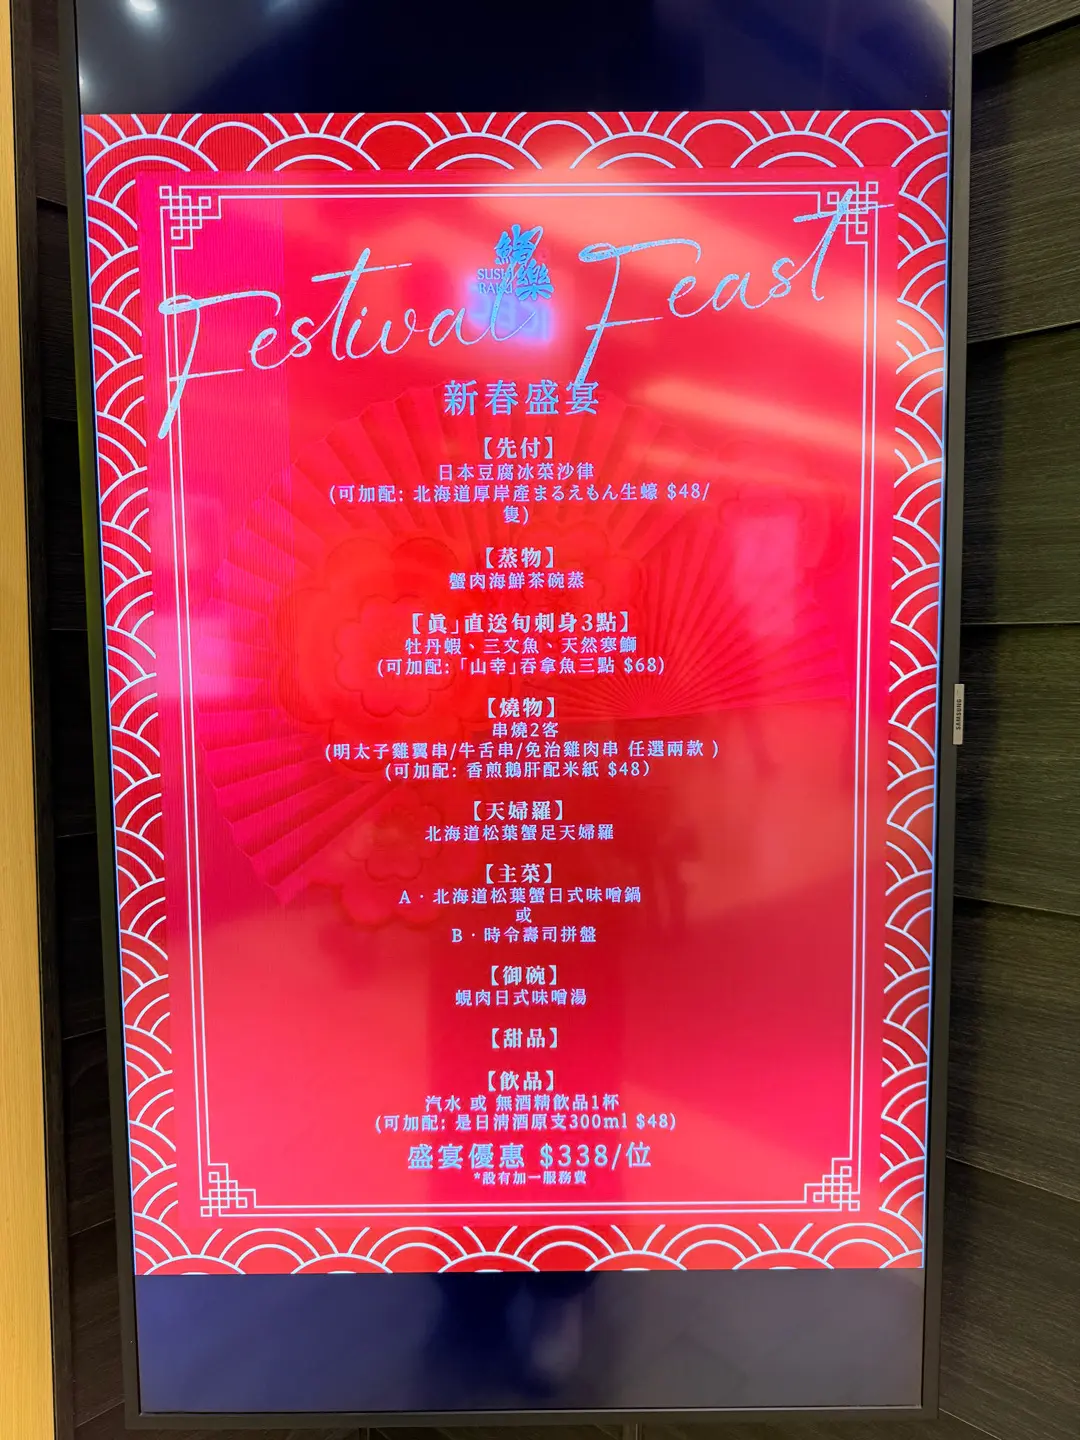 緒樂
SUSHI
RAKU
Festival Feast
新春盛宴
【先付】
日本豆腐冰菜沙律
(可加配: 北海道厚岸產まるえもん生蠔 $48/
隻)
【蒸物】
蟹肉海鮮茶碗蒸
【「眞」直送旬刺身3點】
牡丹蝦、三文魚、天然寒鰤
(可加配:「山幸」吞拿魚三點 $68)
【燒物】
串燒2客
(明太子雞翼串/牛舌串/免治雞肉串 任選兩款 )
(可加配: 香煎鵝肝配米紙 $48)
【天婦羅】
北海道松葉蟹足天婦羅
【主菜】
A · 北海道松葉蟹日式味噌鍋
或
B · 時令壽司拼盤
【御碗】
蜆肉日式味噌湯
【甜品】
【飲品】
汽水 或 無酒精飲品1杯
(可加配: 是日淸酒原支300ml $48)
盛宴優惠 $338/位
*設有加一服務費
SAMSUNG